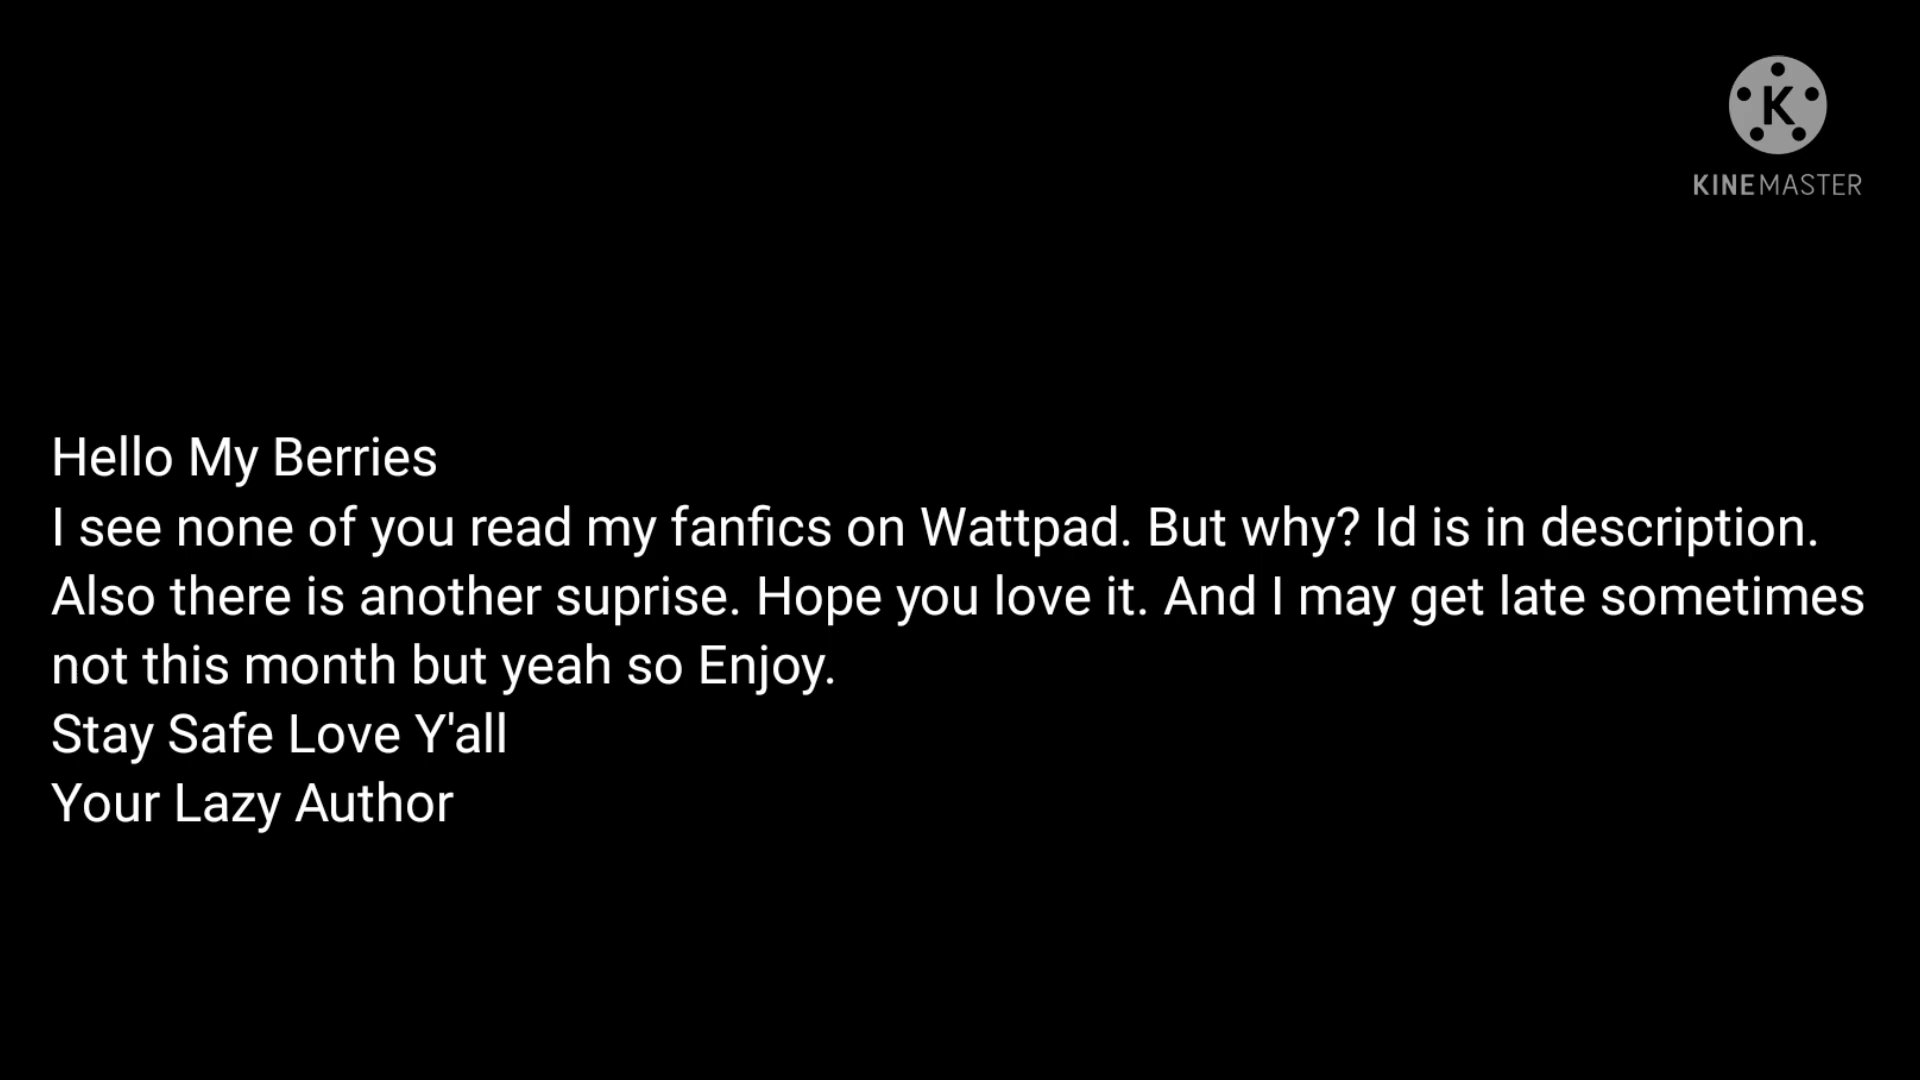 K
KINEMASTER
Hello My Berries
I see none of you read my fanfics on Wattpad. But why? Id is in description.
Also there is another suprise. Hope you love it. And I may get late sometimes
not this month but yeah so Enjoy.
Stay Safe Love Y'all
Your Lazy Author